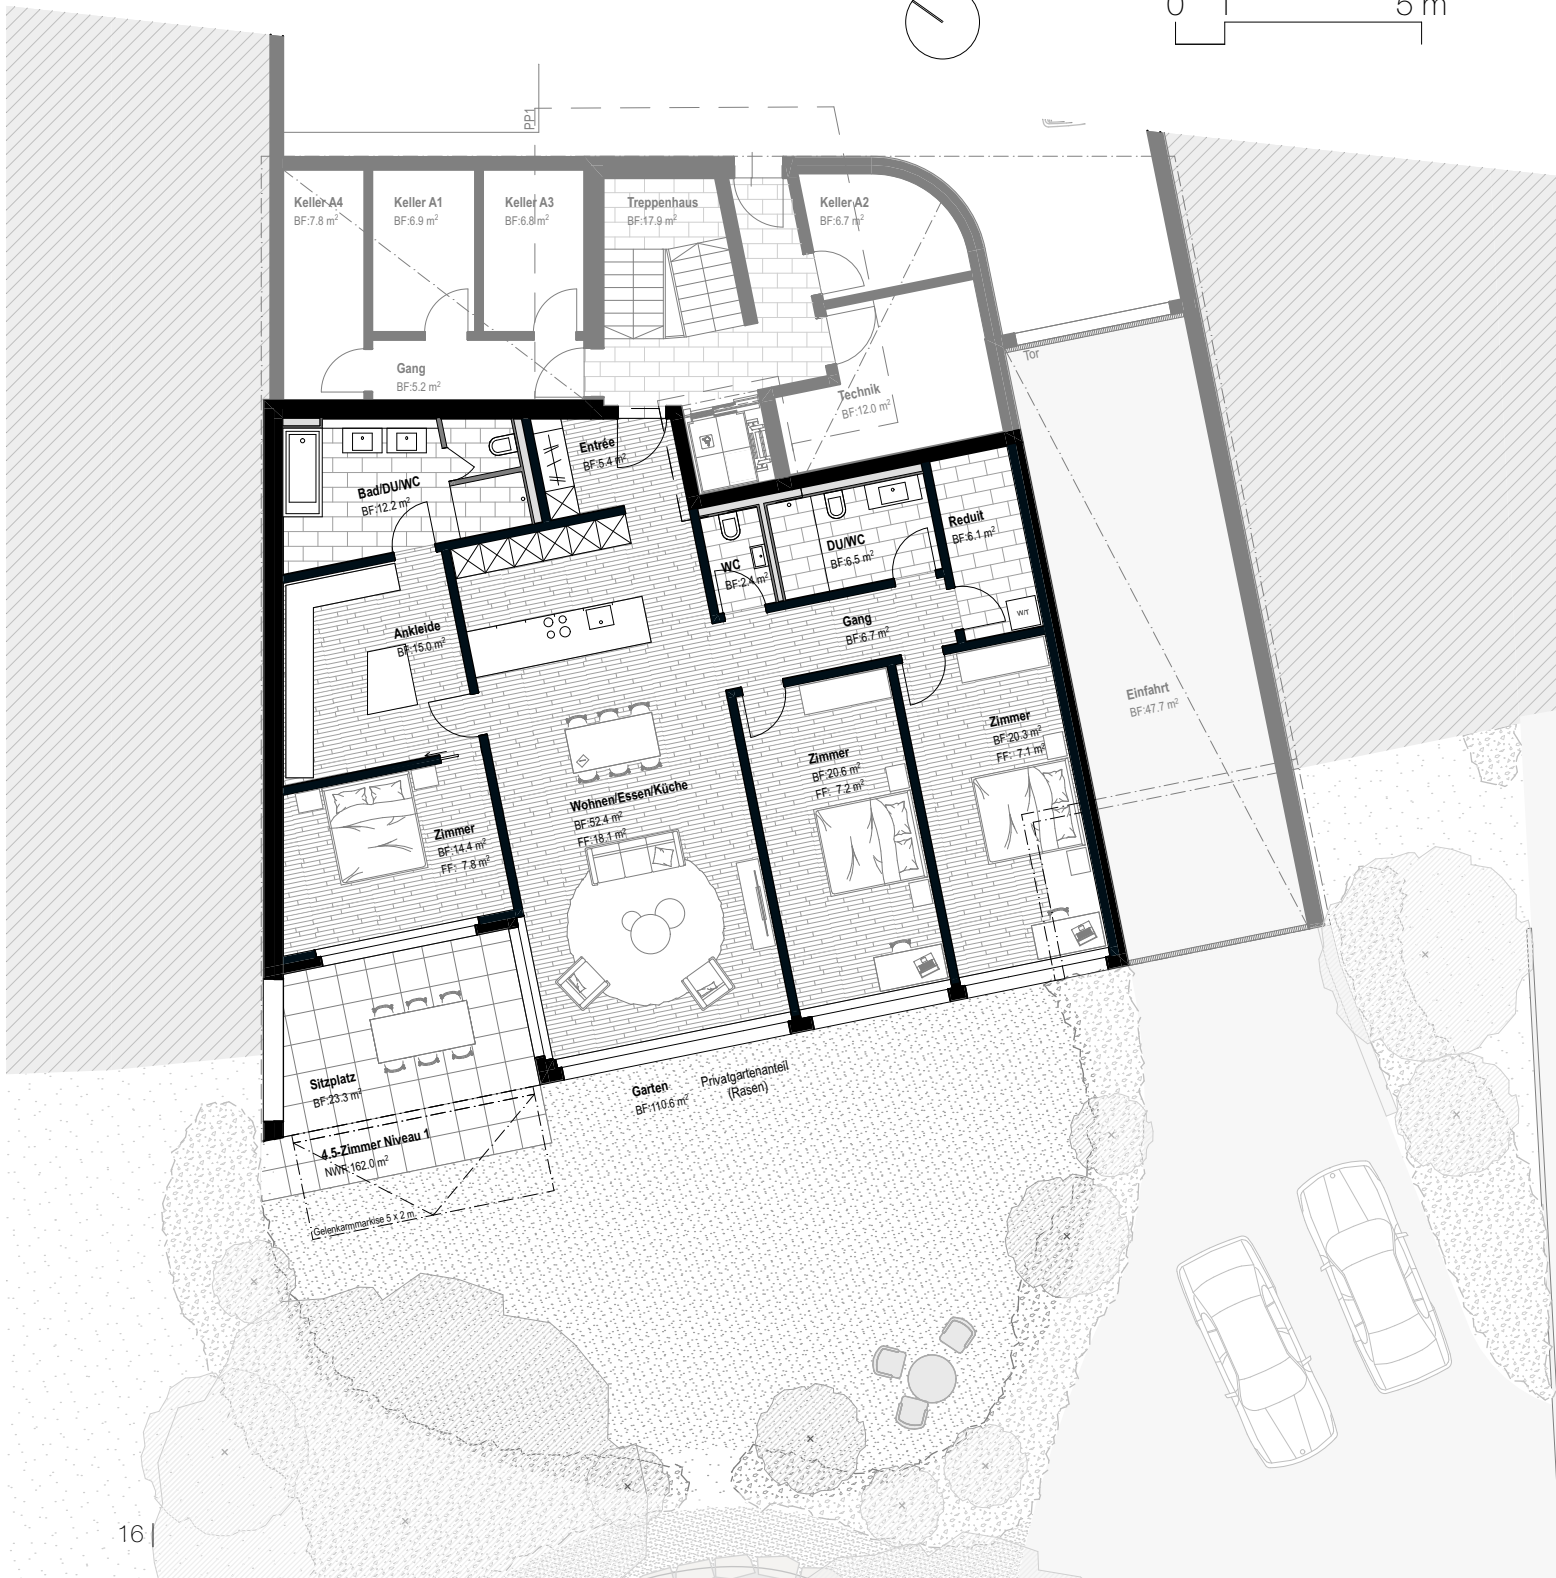 0 1 5 m
PP1
Keller A4
BF:7.8 m²
Keller A1
BF:6.9 m²
Keller A3
BF:6.8 m²
Treppenhaus
BF:17.9 m²
Keller A2
BF:6.7 m²
Gang
BF:5.2 m²
Tor
Technik
BF:12.0 m²
Entrée
BF:5.4 m²
Bad/DU/WC
BF:12.2 m²
WC
BF:2.4 m²
DU/WC
BF:6.5 m²
Reduit
BF:6.1 m²
W/T
Ankleide
BF:15.0 m²
Gang
BF:6.7 m²
Einfahrt
BF:47.7 m²
Zimmer
BF:20.3 m²
FF: 7.1 m²
Zimmer
BF:20.6 m²
FF: 7.2 m²
Wohnen/Essen/Küche
BF:52.4 m²
FF:18.1 m²
Zimmer
BF:14.4 m²
FF: 7.8 m²
Sitzplatz
BF:23.3 m²
Garten
BF:110.6 m²
Privatgartenanteil
(Rasen)
4.5-Zimmer Niveau 1
NWF:162.0 m²
Gelenkarmmarkise 5 x 2 m
16